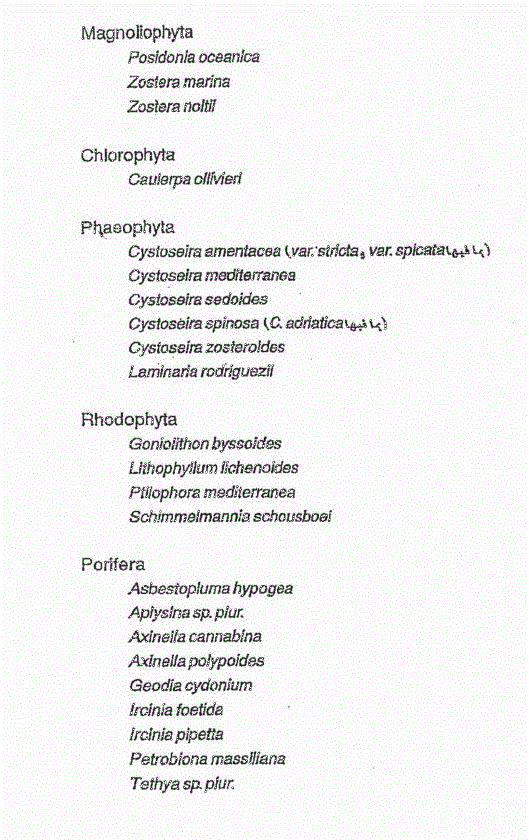 Magnoliophyta
Posidonia oceanica
Zostera marina
Zostera noltii
Chlorophyta
Caulerpa ollivieri
Phaeophyta
Cystoseira amentacea (var. stricta و var. spicata بما فيها)
Cystoseira mediterranea
Cystoseira sedoides
Cystoseira spinosa (C. adriatica بما فيها)
Cystoseira zosteroides
Laminaria rodriguezii
Rhodophyta
Goniolithon byssoides
Lithophyllum lichenoides
Ptilophora mediterranea
Schimmelmannia schousboei
Porifera
Asbestopluma hypogea
Aplysina sp. plur.
Axinella cannabina
Axinella polypoides
Geodia cydonium
Ircinia foetida
Ircinia pipetta
Petrobiona massiliana
Tethya sp. plur.